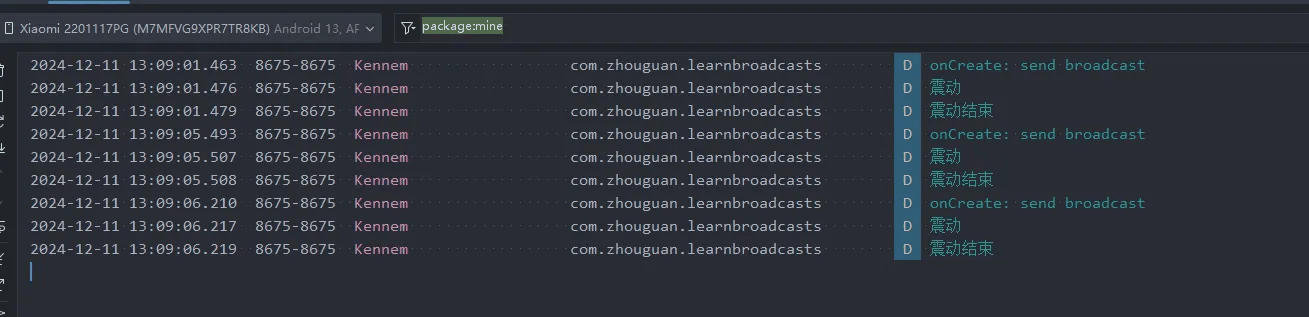 Xiaomi 2201117PG (M7MFVG9XPR7TR8KB) Android 13, AF package:mine
2024-12-11 13:09:01.463 8675-8675 Kennem com.zhouguan.learnbroadcasts D onCreate: send broadcast
2024-12-11 13:09:01.476 8675-8675 Kennem com.zhouguan.learnbroadcasts D 震动
2024-12-11 13:09:01.479 8675-8675 Kennem com.zhouguan.learnbroadcasts D 震动结束
2024-12-11 13:09:05.493 8675-8675 Kennem com.zhouguan.learnbroadcasts D onCreate: send broadcast
2024-12-11 13:09:05.507 8675-8675 Kennem com.zhouguan.learnbroadcasts D 震动
2024-12-11 13:09:05.508 8675-8675 Kennem com.zhouguan.learnbroadcasts D 震动结束
2024-12-11 13:09:06.210 8675-8675 Kennem com.zhouguan.learnbroadcasts D onCreate: send broadcast
2024-12-11 13:09:06.217 8675-8675 Kennem com.zhouguan.learnbroadcasts D 震动
2024-12-11 13:09:06.219 8675-8675 Kennem com.zhouguan.learnbroadcasts D 震动结束